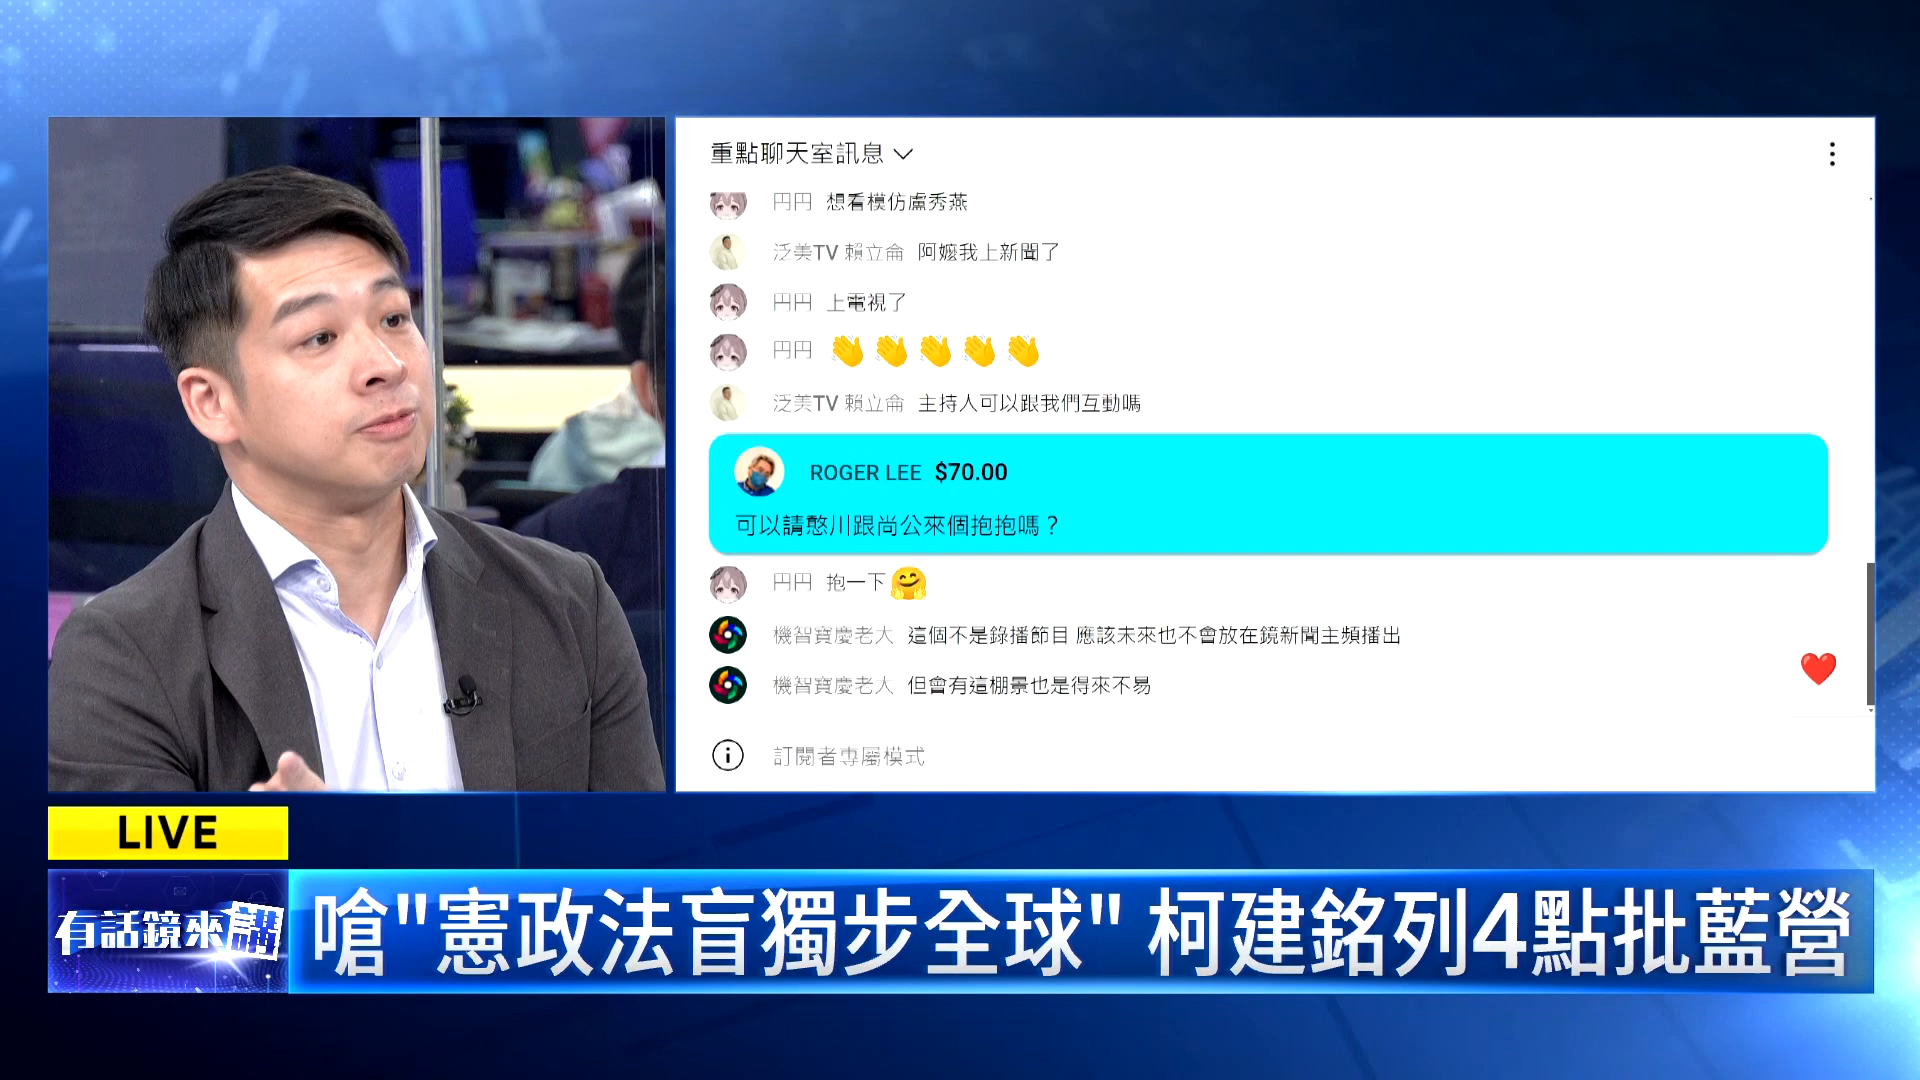 重點聊天室訊息
円円 想看模仿盧秀燕
泛美TV 賴立侖 阿嬤我上新聞了
円円 上電視了
円円 👋👋👋👋👋
泛美TV 賴立侖 主持人可以跟我們互動嗎
ROGER LEE $70.00
可以請憨川跟尚公來個抱抱嗎？
円円 抱一下🤗
機智寶慶老大 這個不是錄播節目 應該未來也不會放在鏡新聞主頻播出
機智寶慶老大 但會有這棚景也是得來不易
訂閱者專屬模式
LIVE
有話鏡來講
嗆"憲政法盲獨步全球" 柯建銘列4點批藍營